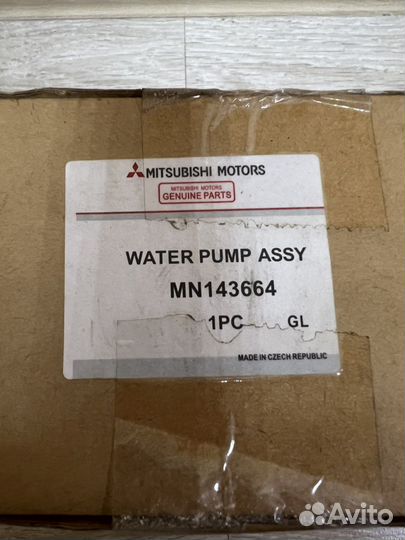 MITSUBISHI MOTORS
MITSUBISHI MOTORS
GENUINE PARTS
WATER PUMP ASSY
MN143664
1PC GL
MADE IN CZECH REPUBLIC
Avito